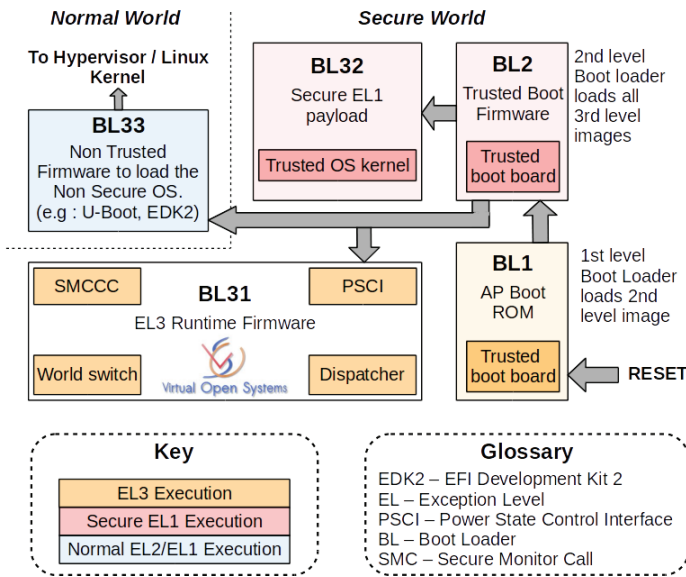 Normal World
Secure World
To Hypervisor / Linux
Kernel
BL33
Non Trusted
Firmware to load the
Non Secure OS.
(e.g : U-Boot, EDK2)
BL32
Secure EL1
payload
Trusted OS kernel
BL2
Trusted Boot
Firmware
Trusted
boot board
2nd level
Boot loader
loads all
3rd level
images
SMCCC
BL31
PSCI
EL3 Runtime Firmware
World switch
Virtual Open Systems
Dispatcher
BL1
AP Boot
ROM
Trusted
boot board
1st level
Boot Loader
loads 2nd
level image
RESET
Key
EL3 Execution
Secure EL1 Execution
Normal EL2/EL1 Execution
Glossary
EDK2 – EFI Development Kit 2
EL – Exception Level
PSCI – Power State Control Interface
BL – Boot Loader
SMC – Secure Monitor Call